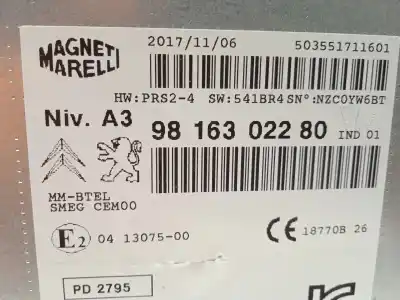 MAGNETI MARELLI
2017/11/06 503551711601
HW:PRS2-4 SW:541BR4 SN°:NZC0YW6BT
Niv. A3 98 163 022 80 IND 01
MM-BTEL
SMEG CEM00
E2 04 13075-00 CE 18770B 26
PD 2795